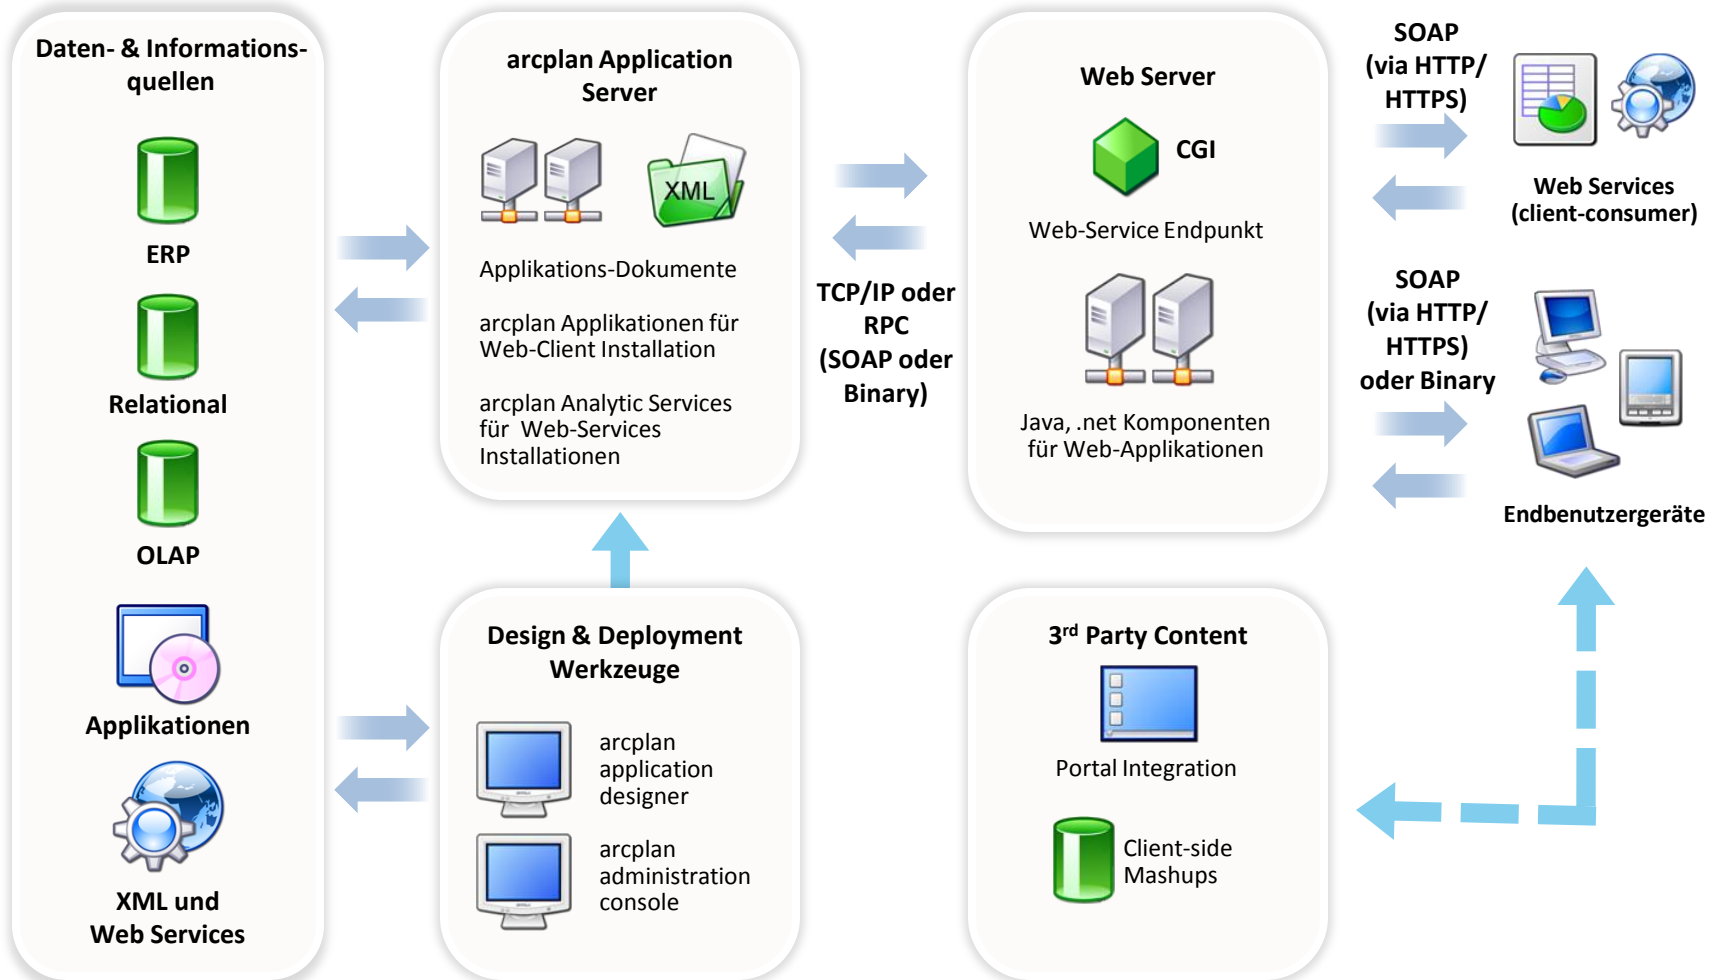 Daten- & Informations-
quellen
ERP
Relational
OLAP
Applikationen
XML und
Web Services
arcplan Application
Server
XML
Applikations-Dokumente
arcplan Applikationen für
Web-Client Installation
arcplan Analytic Services
für Web-Services
Installationen
Design & Deployment
Werkzeuge
arcplan
application
designer
arcplan
administration
console
TCP/IP oder
RPC
(SOAP oder
Binary)
Web Server
CGI
Web-Service Endpunkt
Java, .net Komponenten
für Web-Applikationen
3rd Party Content
Portal Integration
Client-side
Mashups
SOAP
(via HTTP/
HTTPS)
Web Services
(client-consumer)
SOAP
(via HTTP/
HTTPS)
oder Binary
Endbenutzergeräte